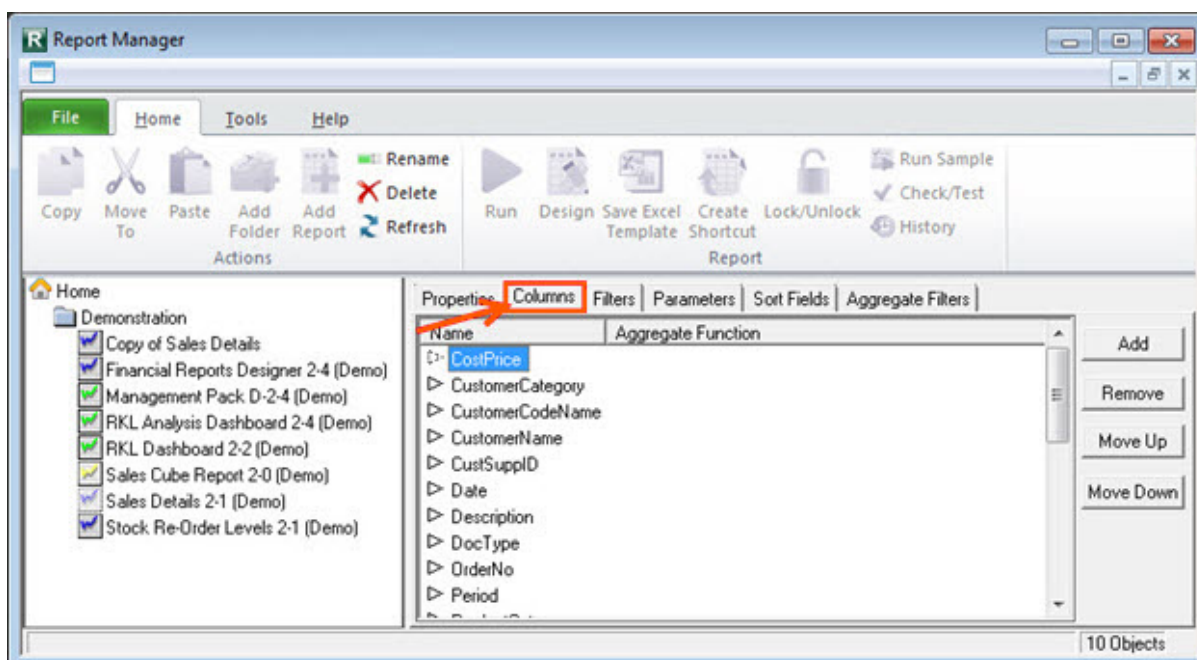 Report Manager
File Home Tools Help
Copy
Move To
Paste
Add Folder
Add Report
Rename
Delete
Refresh
Actions
Run
Design
Save Excel Template
Create Shortcut
Lock/Unlock
Run Sample
Check/Test
History
Report
Home
Demonstration
Copy of Sales Details
Financial Reports Designer 2-4 (Demo)
Management Pack D-2-4 (Demo)
RKL Analysis Dashboard 2-4 (Demo)
RKL Dashboard 2-2 (Demo)
Sales Cube Report 2-0 (Demo)
Sales Details 2-1 (Demo)
Stock Re-Order Levels 2-1 (Demo)
Properties Columns Filters Parameters Sort Fields Aggregate Filters
Name Aggregate Function
CostPrice
CustomerCategory
CustomerCodeName
CustomerName
CustSuppID
Date
Description
DocType
OrderNo
Period
Add
Remove
Move Up
Move Down
10 Objects